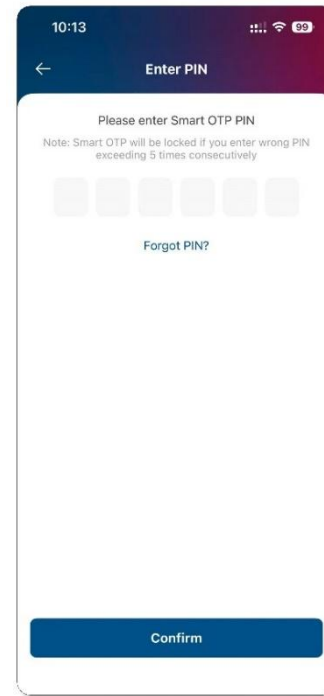 10:13
99
Enter PIN
Please enter Smart OTP PIN
Note: Smart OTP will be locked if you enter wrong PIN
exceeding 5 times consecutively
Forgot PIN?
Confirm